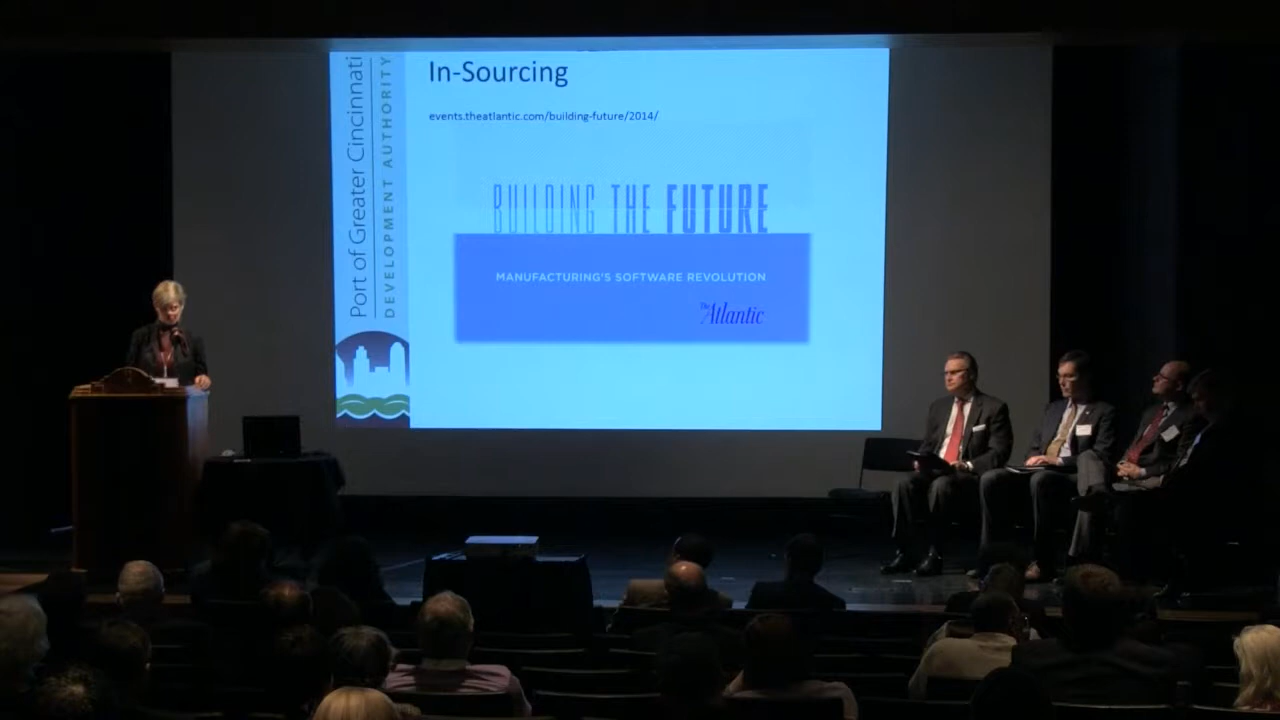 Port of Greater Cincinnati
DEVELOPMENT AUTHORITY
In-Sourcing
events.theatlantic.com/building-future/2014/
BUILDING THE FUTURE
MANUFACTURING'S SOFTWARE REVOLUTION
The Atlantic